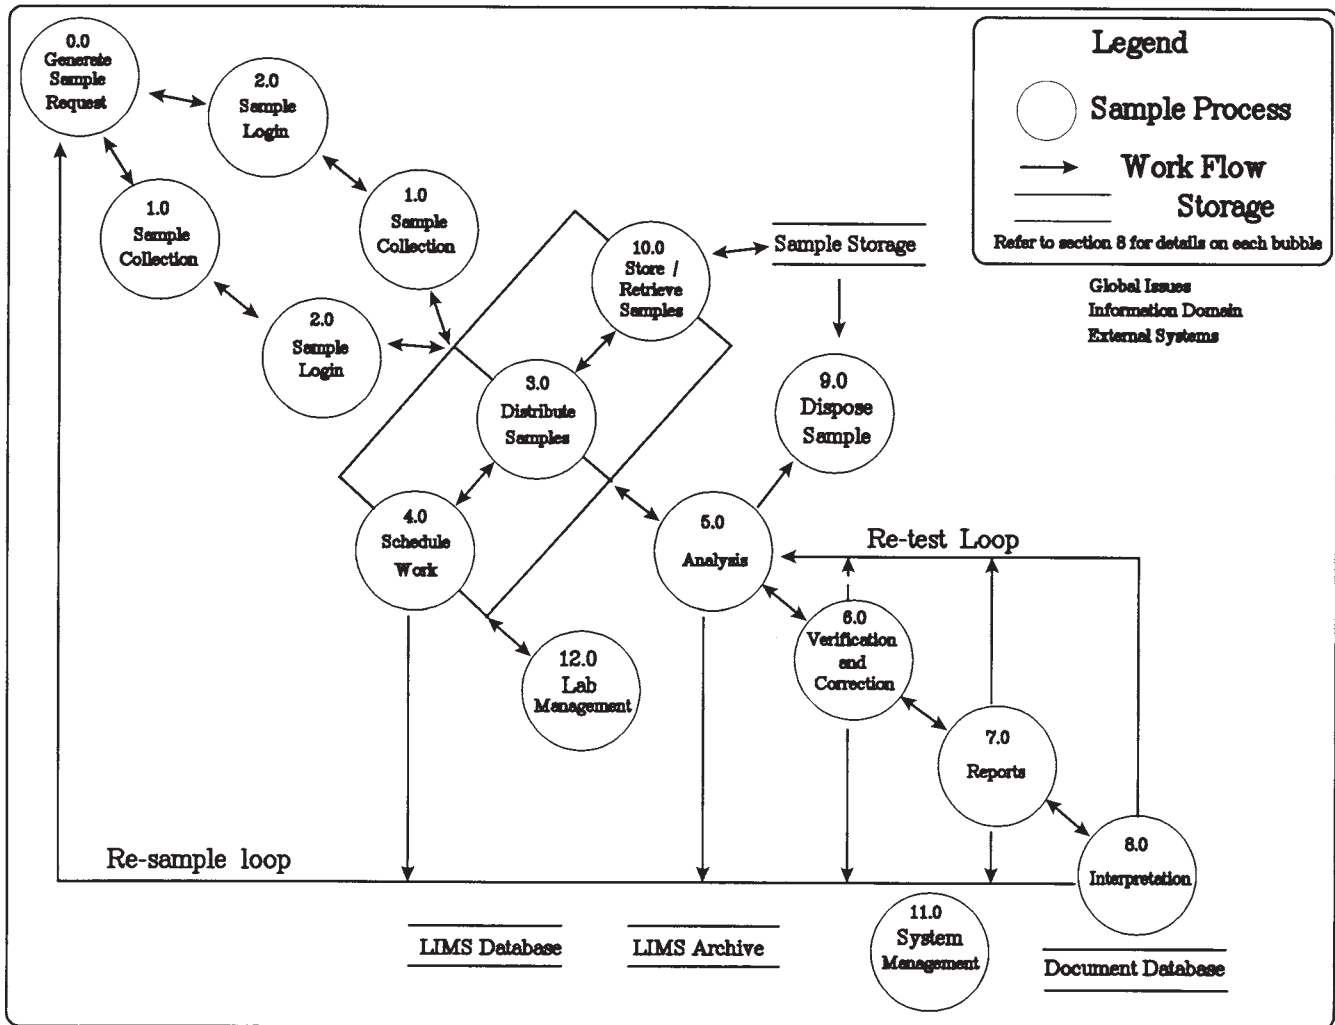 0.0
Generate
Sample
Request
2.0
Sample
Login
1.0
Sample
Collection
1.0
Sample
Collection
2.0
Sample
Login
10.0
Store /
Retrieve
Samples
Sample Storage
3.0
Distribute
Samples
9.0
Dispose
Sample
4.0
Schedule
Work
5.0
Analysis
Re-test Loop
6.0
Verification
and
Correction
12.0
Lab
Management
7.0
Reports
8.0
Interpretation
Re-sample loop
11.0
System
Management
LIMS Database
LIMS Archive
Document Database
Legend
Sample Process
Work Flow
Storage
Refer to section 8 for details on each bubble
Global Issues
Information Domain
External Systems